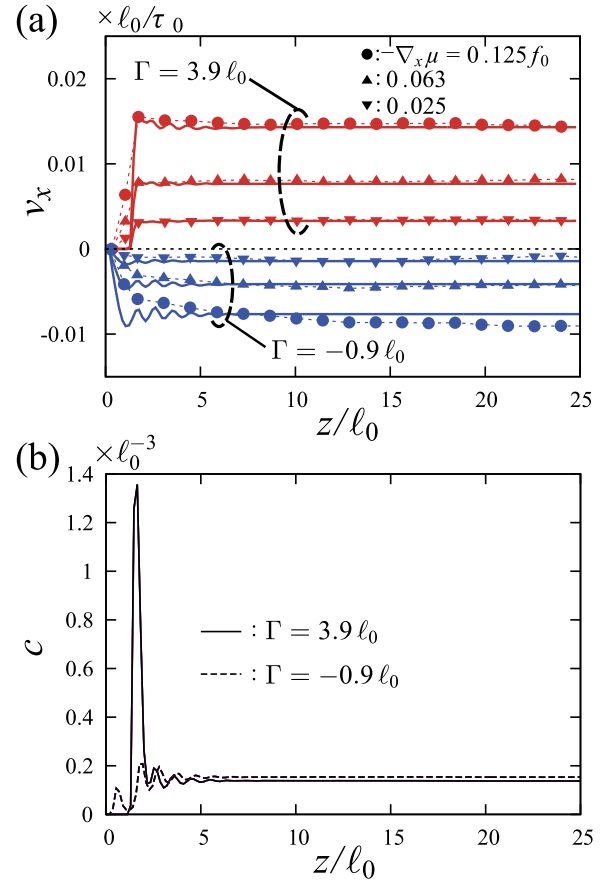 (a) × ℓ₀/τ ₀
●:−∇ₓμ = 0.125 f₀
Γ = 3.9 ℓ₀
▲: 0.063
▼: 0.025
0.02
0.01
0
-0.01
vₓ
Γ = −0.9 ℓ₀
0 5 10 15 20 25
z/ℓ₀
(b) × ℓ₀⁻³
1.4
1.2
1
0.8
0.6
0.4
0.2
0
c
: Γ = 3.9 ℓ₀
: Γ = −0.9 ℓ₀
0 5 10 15 20 25
z/ℓ₀